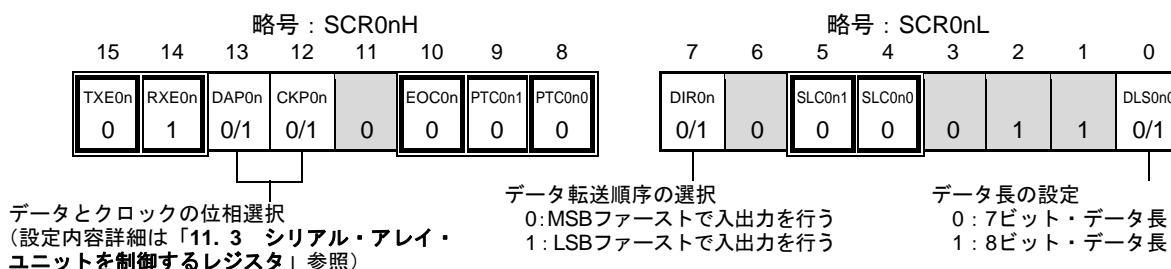 略号：SCR0nH
略号：SCR0nL
15 14 13 12 11 10 9 8
7 6 5 4 3 2 1 0
TXE0n RXE0n DAP0n CKP0n EOC0n PTC0n1 PTC0n0
DIR0n SLC0n1 SLC0n0 DLS0n0
0 1 0/1 0/1 0 0 0 0
0/1 0 0 0 0 1 1 0/1
データとクロックの位相選択
（設定内容詳細は「11. 3 シリアル・アレイ・
ユニットを制御するレジスタ」参照）
データ転送順序の選択
0：MSBファーストで入出力を行う
1：LSBファーストで入出力を行う
データ長の設定
0：7ビット・データ長
1：8ビット・データ長